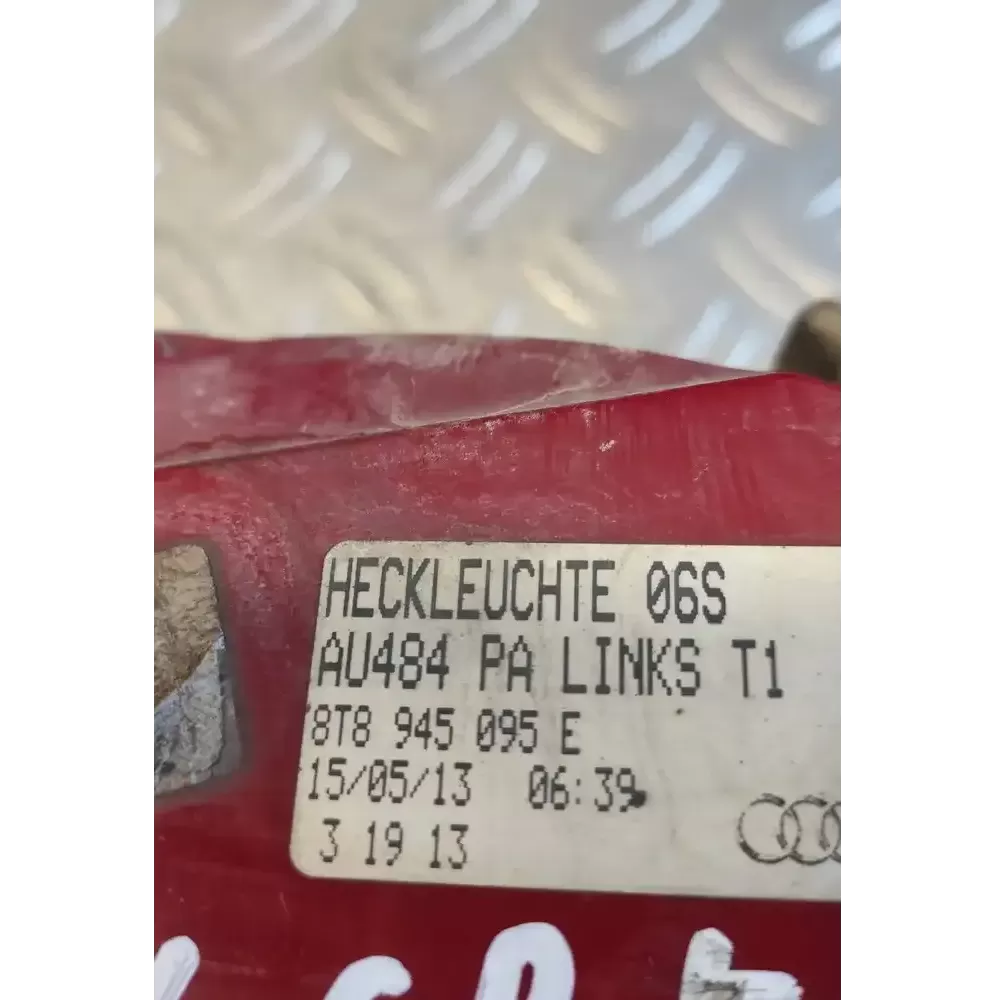 HECKLEUCHTE 06S
AU484 PA LINKS T1
8T8 945 095 E
15/05/13 06:39
3 19 13